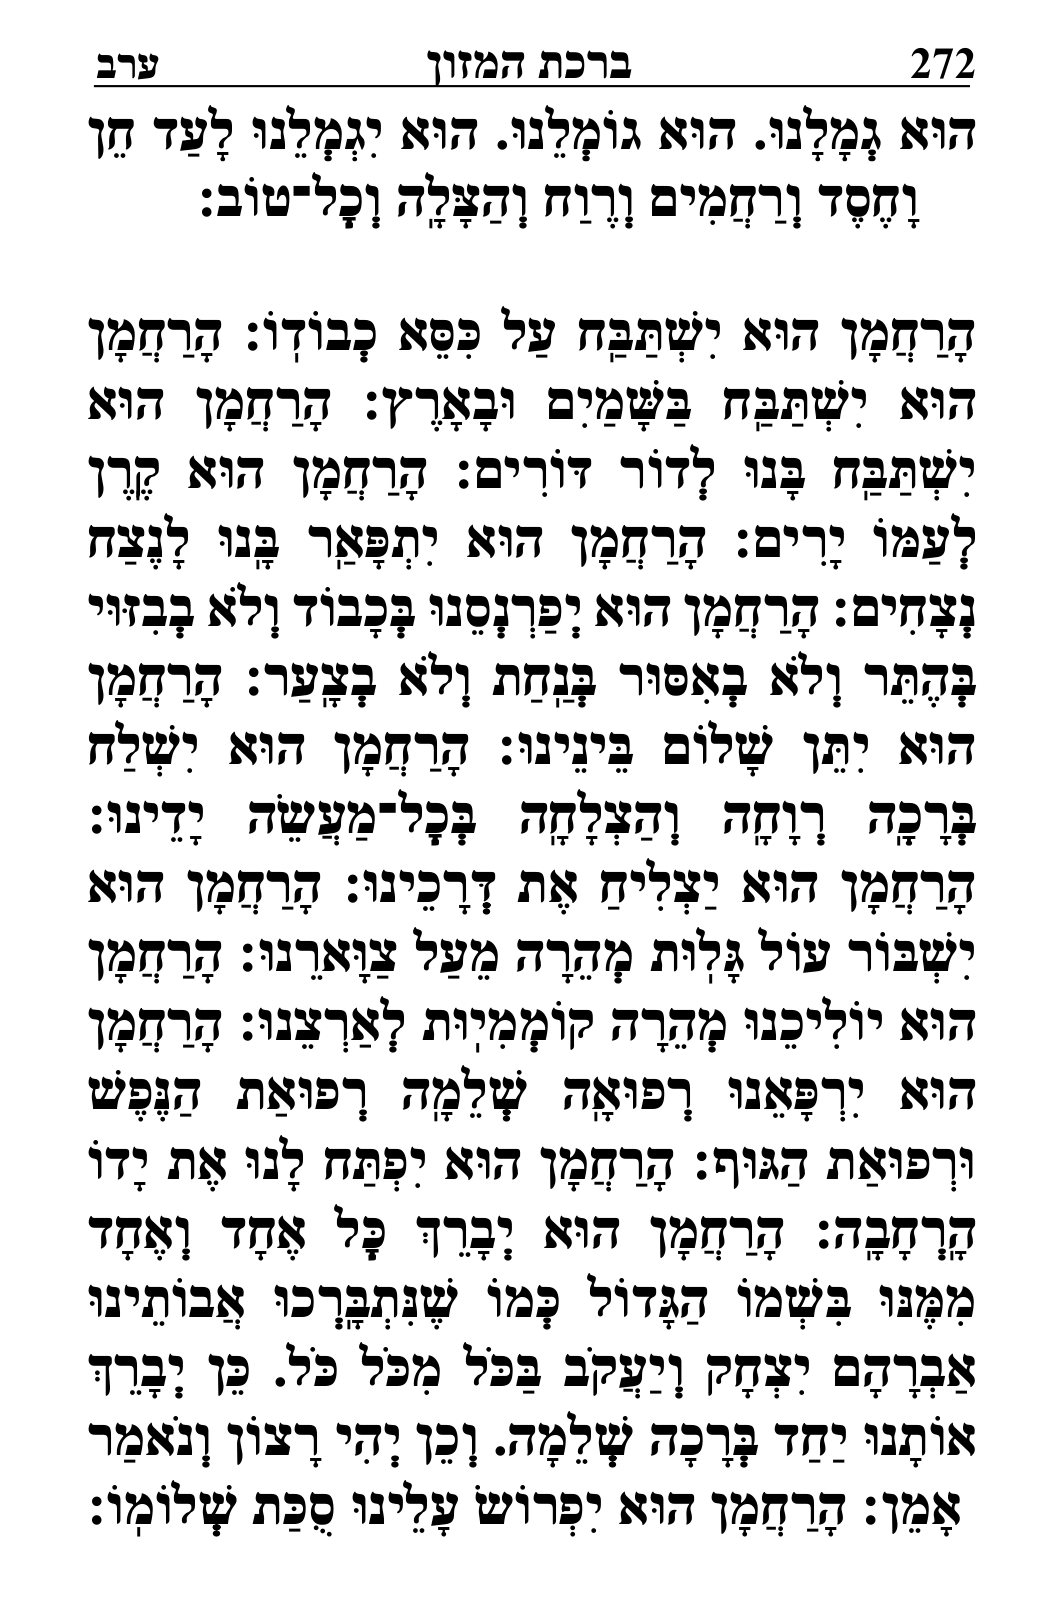 272 ברכת המזון ערב
הוּא גְמָלָנוּ. הוּא גוֹמְלֵנוּ. הוּא יִגְמְלֵנוּ לָעַד חֵן
וָחֶסֶד וְרַחֲמִים וְרֶוַח וְהַצָּלָֽה וְכׇל־טוֹב:
הָרַחֲמָן הוּא יִשְׁתַּבַּֽח עַל כִּסֵּא כְבוֹדֽוֹ: הָרַחֲמָן
הוּא יִשְׁתַּבַּֽח בַּשָּׁמַיִם וּבָאָרֶץ: הָרַחֲמָן הוּא
יִשְׁתַּבַּֽח בָּנוּ לְדוֹר דּוֹרִים: הָרַחֲמָן הוּא קֶֽרֶן
לְעַמּוֹ יָרִים: הָרַחֲמָן הוּא יִתְפָּאַֽר בָּֽנוּ לָנֶצַח
נְצָחִים: הָרַחֲמָן הוּא יְפַרְנְסֵנוּ בְּכָבוֹד וְלֹא בְבִזּוּי
בְּהֶתֵּר וְלֹא בְאִסּוּר בְּנַֽחַת וְלֹא בְצָֽעַר: הָרַחֲמָן
הוּא יִתֵּן שָׁלוֹם בֵּינֵינוּ: הָרַחֲמָן הוּא יִשְׁלַח
בְּרָכָֽה רְוָחָֽה וְהַצְלָחָֽה בְּכׇל־מַעֲשֵׂה יָדֵינוּ:
הָרַחֲמָן הוּא יַצְלִיחַ אֶת דְּרָכֵינוּ: הָרַחֲמָן הוּא
יִשְׁבּוֹר עוֹל גָּלֽוּת מְהֵרָה מֵעַל צַוָּארֵנוּ: הָרַחֲמָן
הוּא יוֹלִיכֵנוּ מְהֵרָה קוֹמְמִיֽוּת לְאַרְצֵנוּ: הָרַחֲמָן
הוּא יִרְפָּאֵנוּ רְפוּאָֽה שְׁלֵמָֽה רְפוּאַת הַנֶּפֶשׁ
וּרְפוּאַת הַגּוּף: הָרַחֲמָן הוּא יִפְתַּח לָנוּ אֶת יָדוֹ
הָֽרְחָבָֽה: הָרַחֲמָן הוּא יְבָרֵךְ כׇּל אֶחָד וְאֶחָד
מִמֶּנּוּ בִּשְׁמוֹ הַגָּדוֹל כְּמוֹ שֶׁנִּתְבָּֽרְכוּ אֲבוֹתֵינוּ
אַבְרָהָם יִצְחָק וְיַעֲקֹב בַּכֹּל מִכֹּל כֹּל. כֵּן יְבָרֵךְ
אוֹתָנוּ יַחַד בְּרָכָה שְׁלֵמָה. וְכֵן יְהִי רָצוֹן וְנֹאמַר
אָמֵן: הָרַחֲמָן הוּא יִפְרוֹשׂ עָלֵינוּ סֻכַּת שְׁלוֹמֽוֹ: